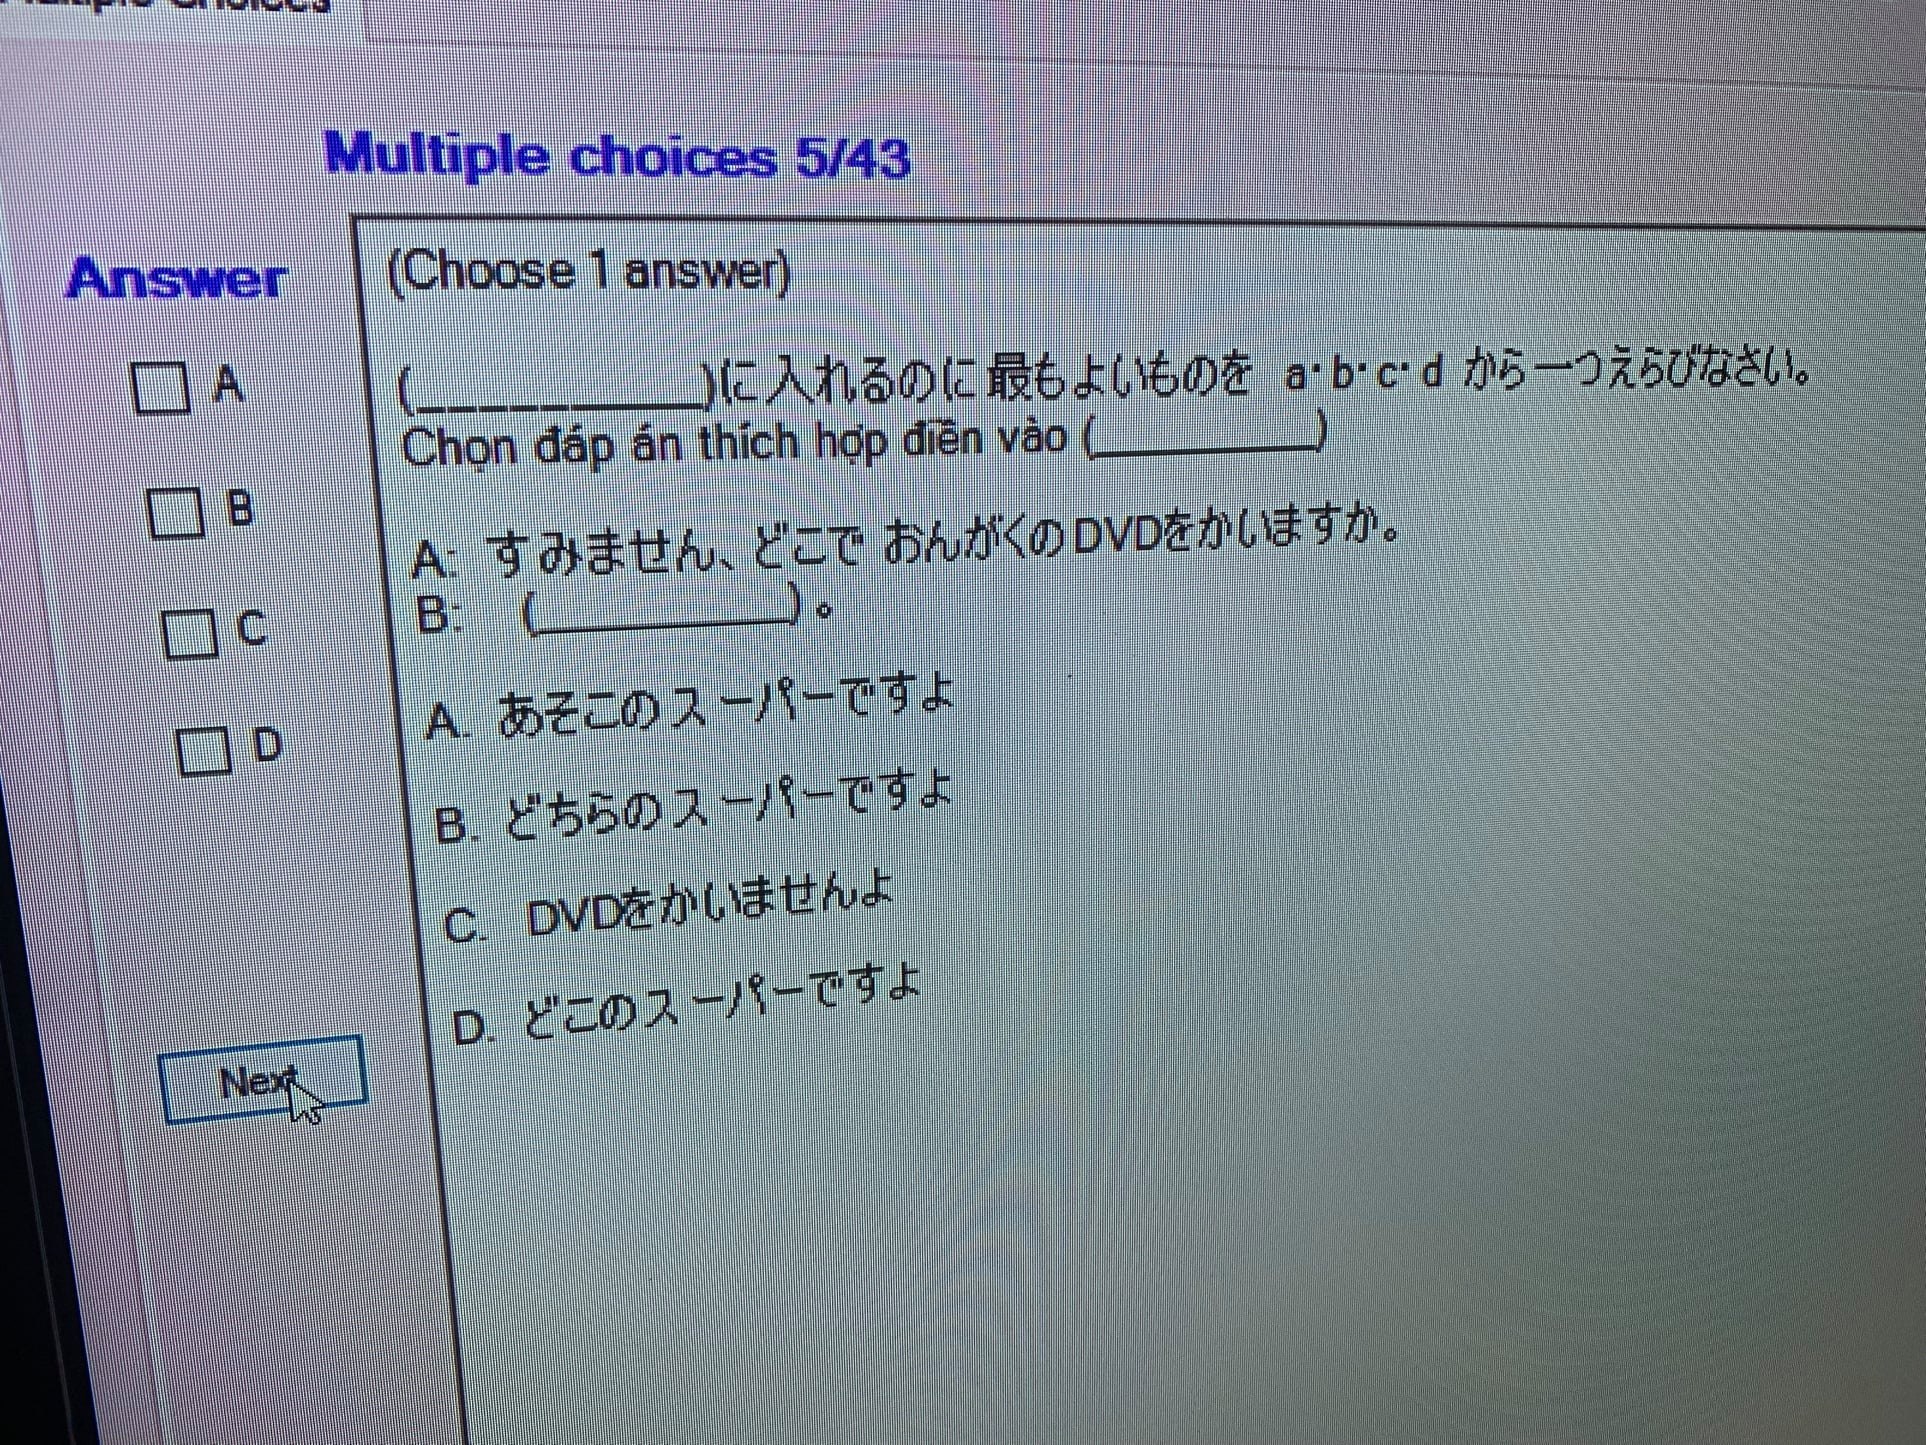 Multiple choices 5/43
Answer
(Choose 1 answer)
A
(__________)に入れるのに最もよいものを a・b・c・d から一つえらびなさい。
Chọn đáp án thích hợp điền vào (________)
B
A: すみません、どこで おんがくのDVDをかいますか。
B: (_________)。
C
A. あそこのスーパーですよ
D
B. どちらのスーパーですよ
C. DVDをかいませんよ
D. どこのスーパーですよ
Next